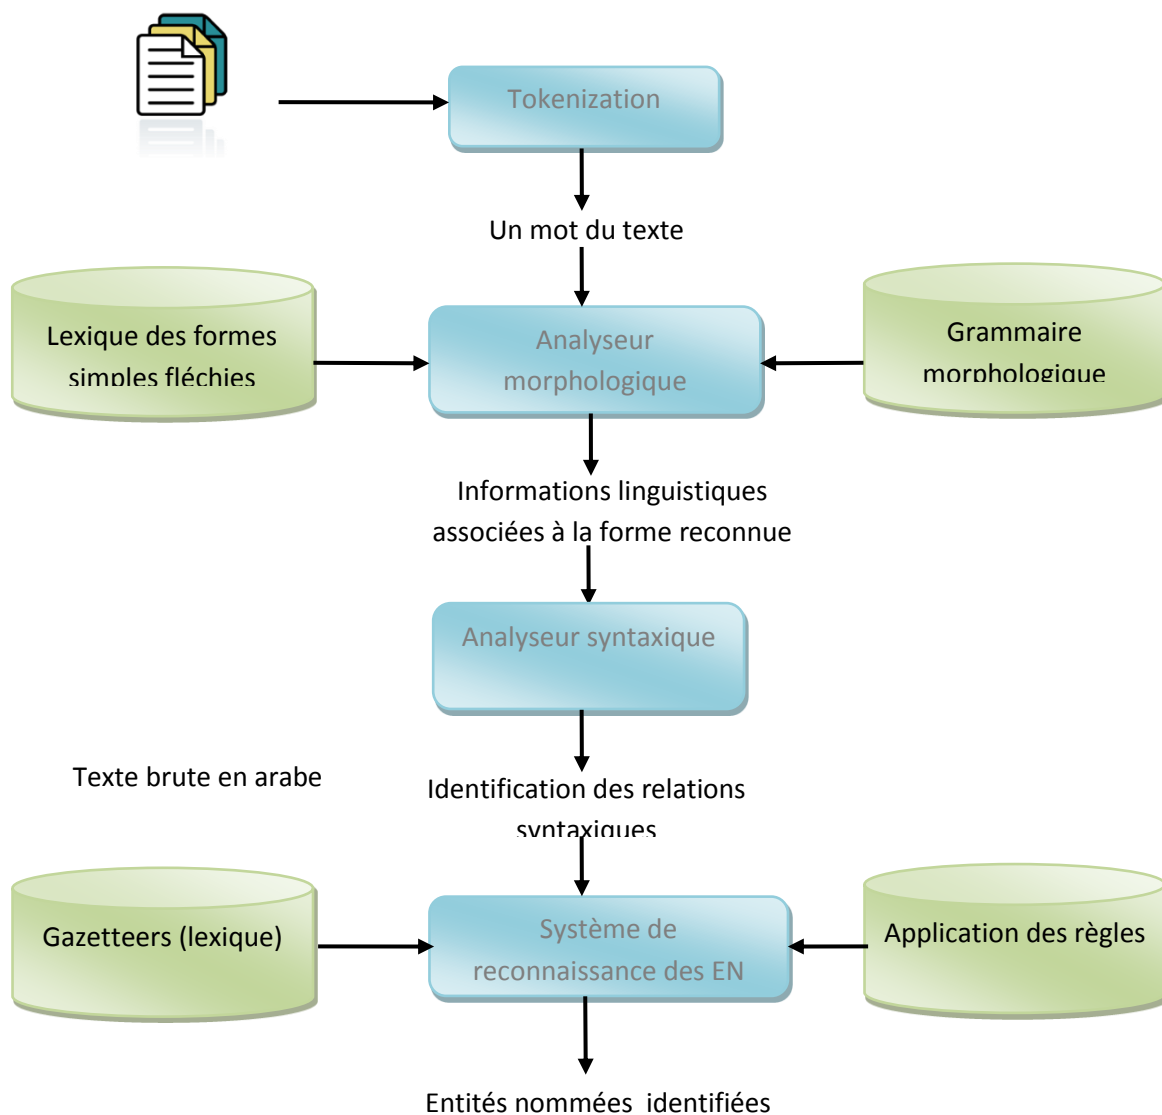 Tokenization
Un mot du texte
Lexique des formes
simples fléchies
Analyseur
morphologique
Grammaire
morphologique
Informations linguistiques
associées à la forme reconnue
Analyseur syntaxique
Texte brute en arabe
Identification des relations
syntaxiques
Gazetteers (lexique)
Système de
reconnaissance des EN
Application des règles
Entités nommées identifiées